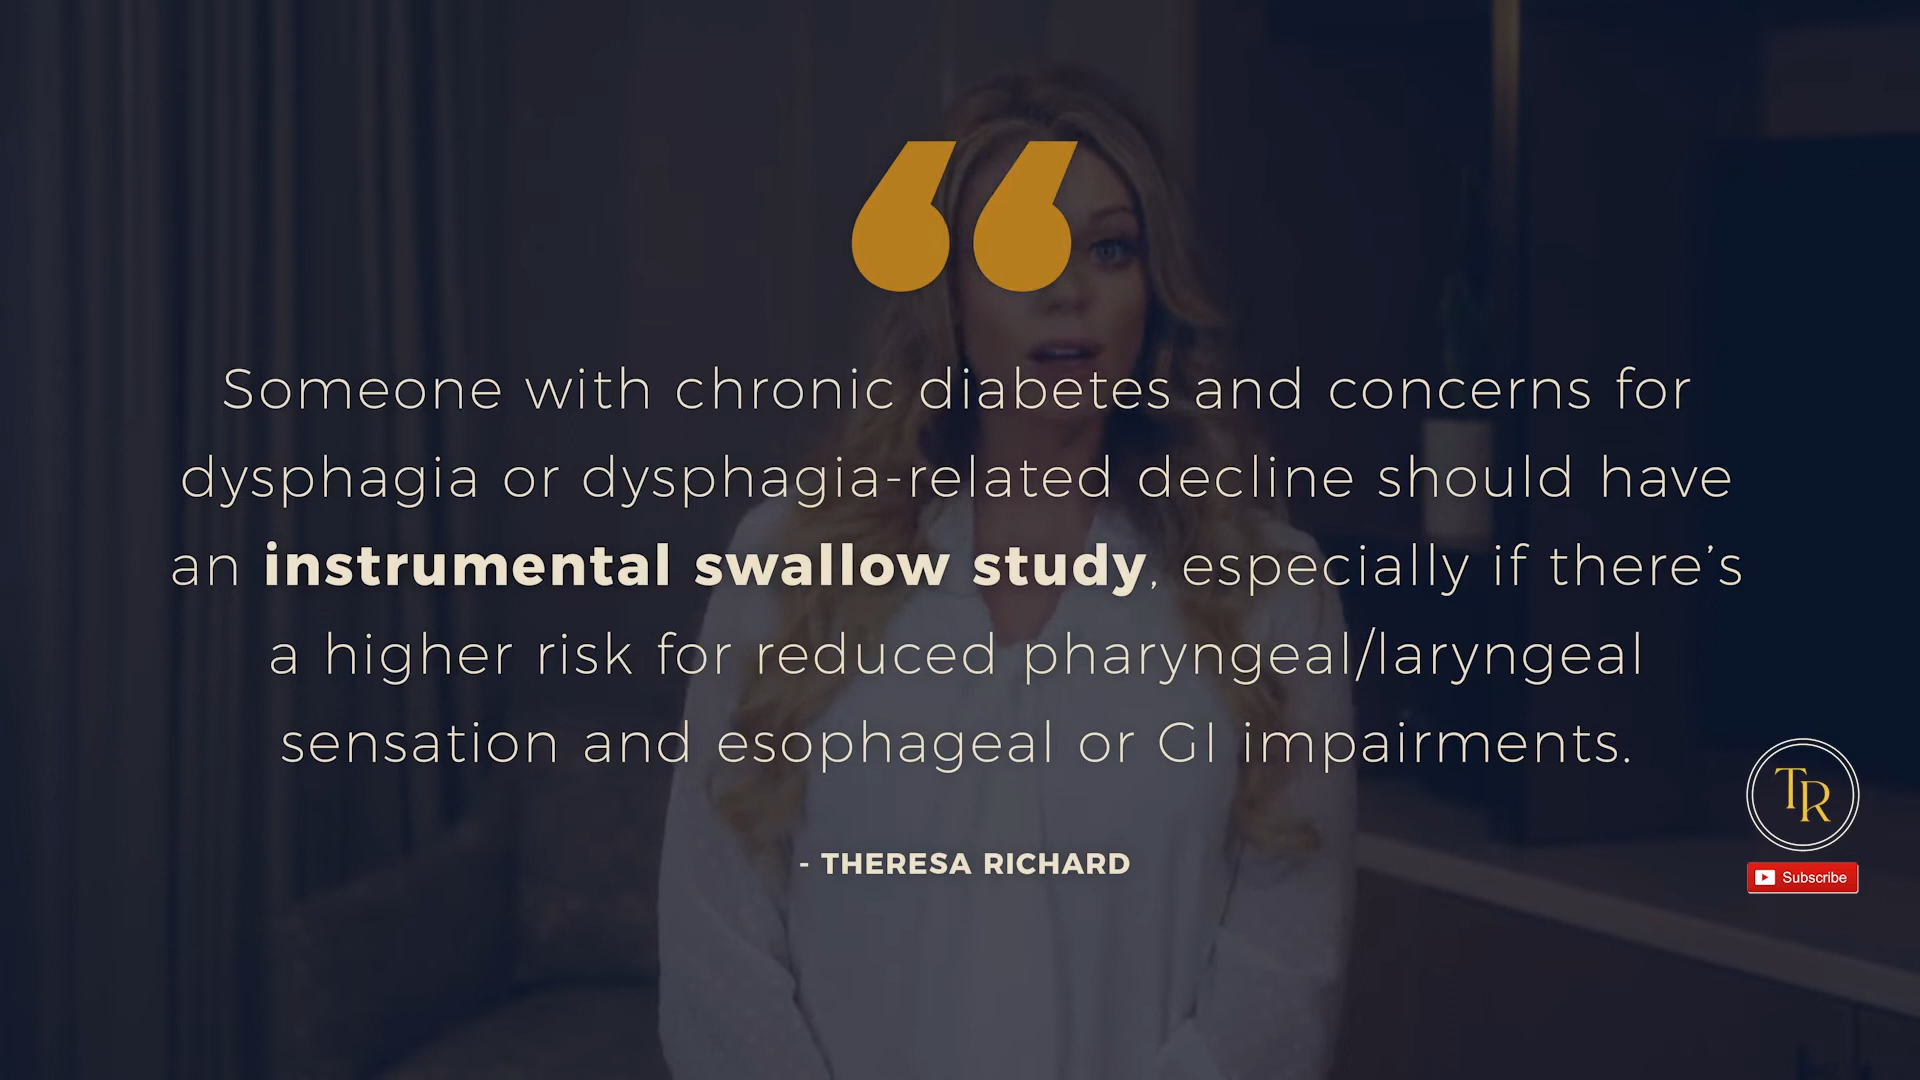 Someone with chronic diabetes and concerns for
dysphagia or dysphagia-related decline should have
an instrumental swallow study, especially if there’s
a higher risk for reduced pharyngeal/laryngeal
sensation and esophageal or GI impairments.
- THERESA RICHARD
TR
Subscribe